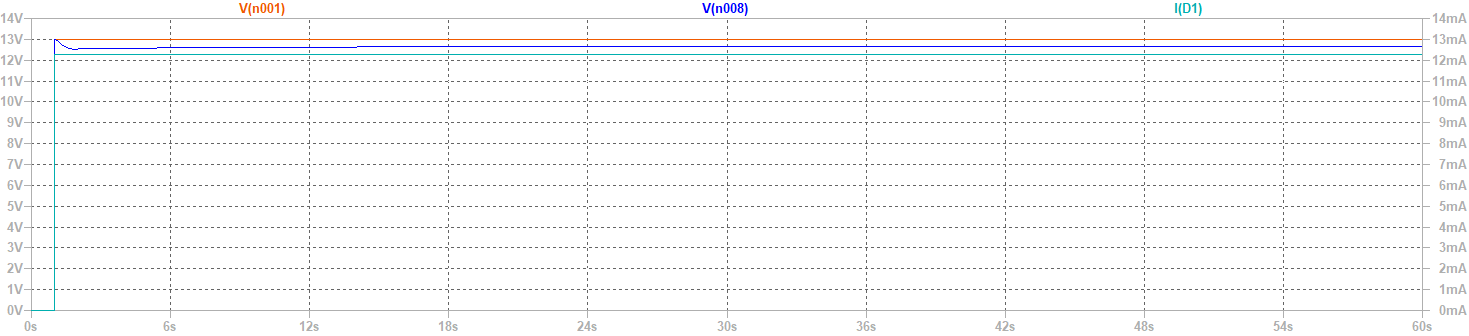 V(n001) V(n008) I(D1)
14V 14mA
13V 13mA
12V 12mA
11V 11mA
10V 10mA
9V 9mA
8V 8mA
7V 7mA
6V 6mA
5V 5mA
4V 4mA
3V 3mA
2V 2mA
1V 1mA
0V 0mA
0s 6s 12s 18s 24s 30s 36s 42s 48s 54s 60s